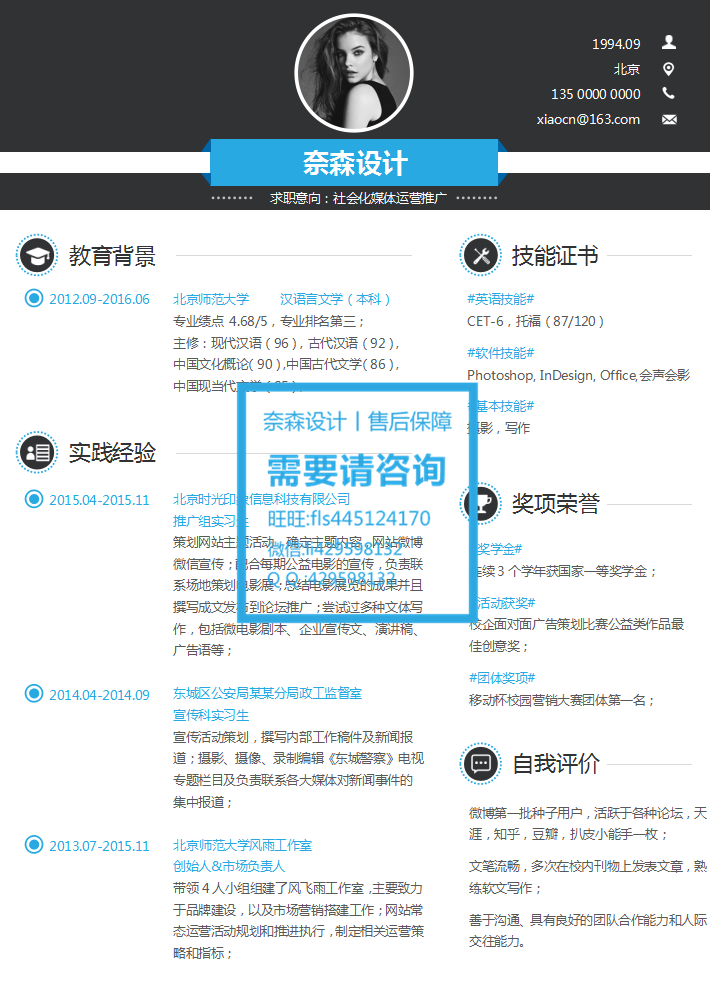 1994.09
北京
135 0000 0000
xiaocn@163.com
奈森设计
求职意向：社会化媒体运营推广
教育背景
2012.09-2016.06
北京师范大学 汉语言文学（本科）
专业绩点 4.68/5，专业排名第三；
主修：现代汉语（96），古代汉语（92），
中国文化概论（90），中国古代文学（86），
中国现当代文学
实践经验
2015.04-2015.11
北京时光印象信息科技有限公司
推广组实习生
策划网站主题活动，确定主题内容，网站微博
微信宣传；配合每期公益电影的宣传，负责联
系场地策划电影展；总结电影展览的成果并且
撰写成文发布到论坛推广；尝试过多种文体写
作，包括微电影剧本、企业宣传文、演讲稿、
广告语等；
2014.04-2014.09
东城区公安局某某分局政工监督室
宣传科实习生
宣传活动策划，撰写内部工作稿件及新闻报
道；摄影、摄像、录制编辑《东城警察》电视
专题栏目及负责联系各大媒体对新闻事件的
集中报道；
2013.07-2015.11
北京师范大学风雨工作室
创始人&市场负责人
带领 4 人小组组建了风飞雨工作室，主要致力
于品牌建设，以及市场营销搭建工作；网站常
态运营活动规划和推进执行，制定相关运营策
略和指标；
技能证书
#英语技能#
CET-6，托福（87/120）
#软件技能#
Photoshop, InDesign, Office,会声会影
#基本技能#
摄影，写作
奖项荣誉
#奖学金#
连续 3 个学年获国家一等奖学金；
#活动获奖#
校企面对面广告策划比赛公益类作品最
佳创意奖；
#团体奖项#
移动杯校园营销大赛团体第一名；
自我评价
微博第一批种子用户，活跃于各种论坛，天
涯，知乎，豆瓣，扒皮小能手一枚；
文笔流畅，多次在校内刊物上发表文章，熟
练软文写作；
善于沟通、具有良好的团队合作能力和人际
交往能力。
奈森设计丨售后保障
需要请咨询
旺旺:fls445124170
微信:fl429598132
Q Q :429598132